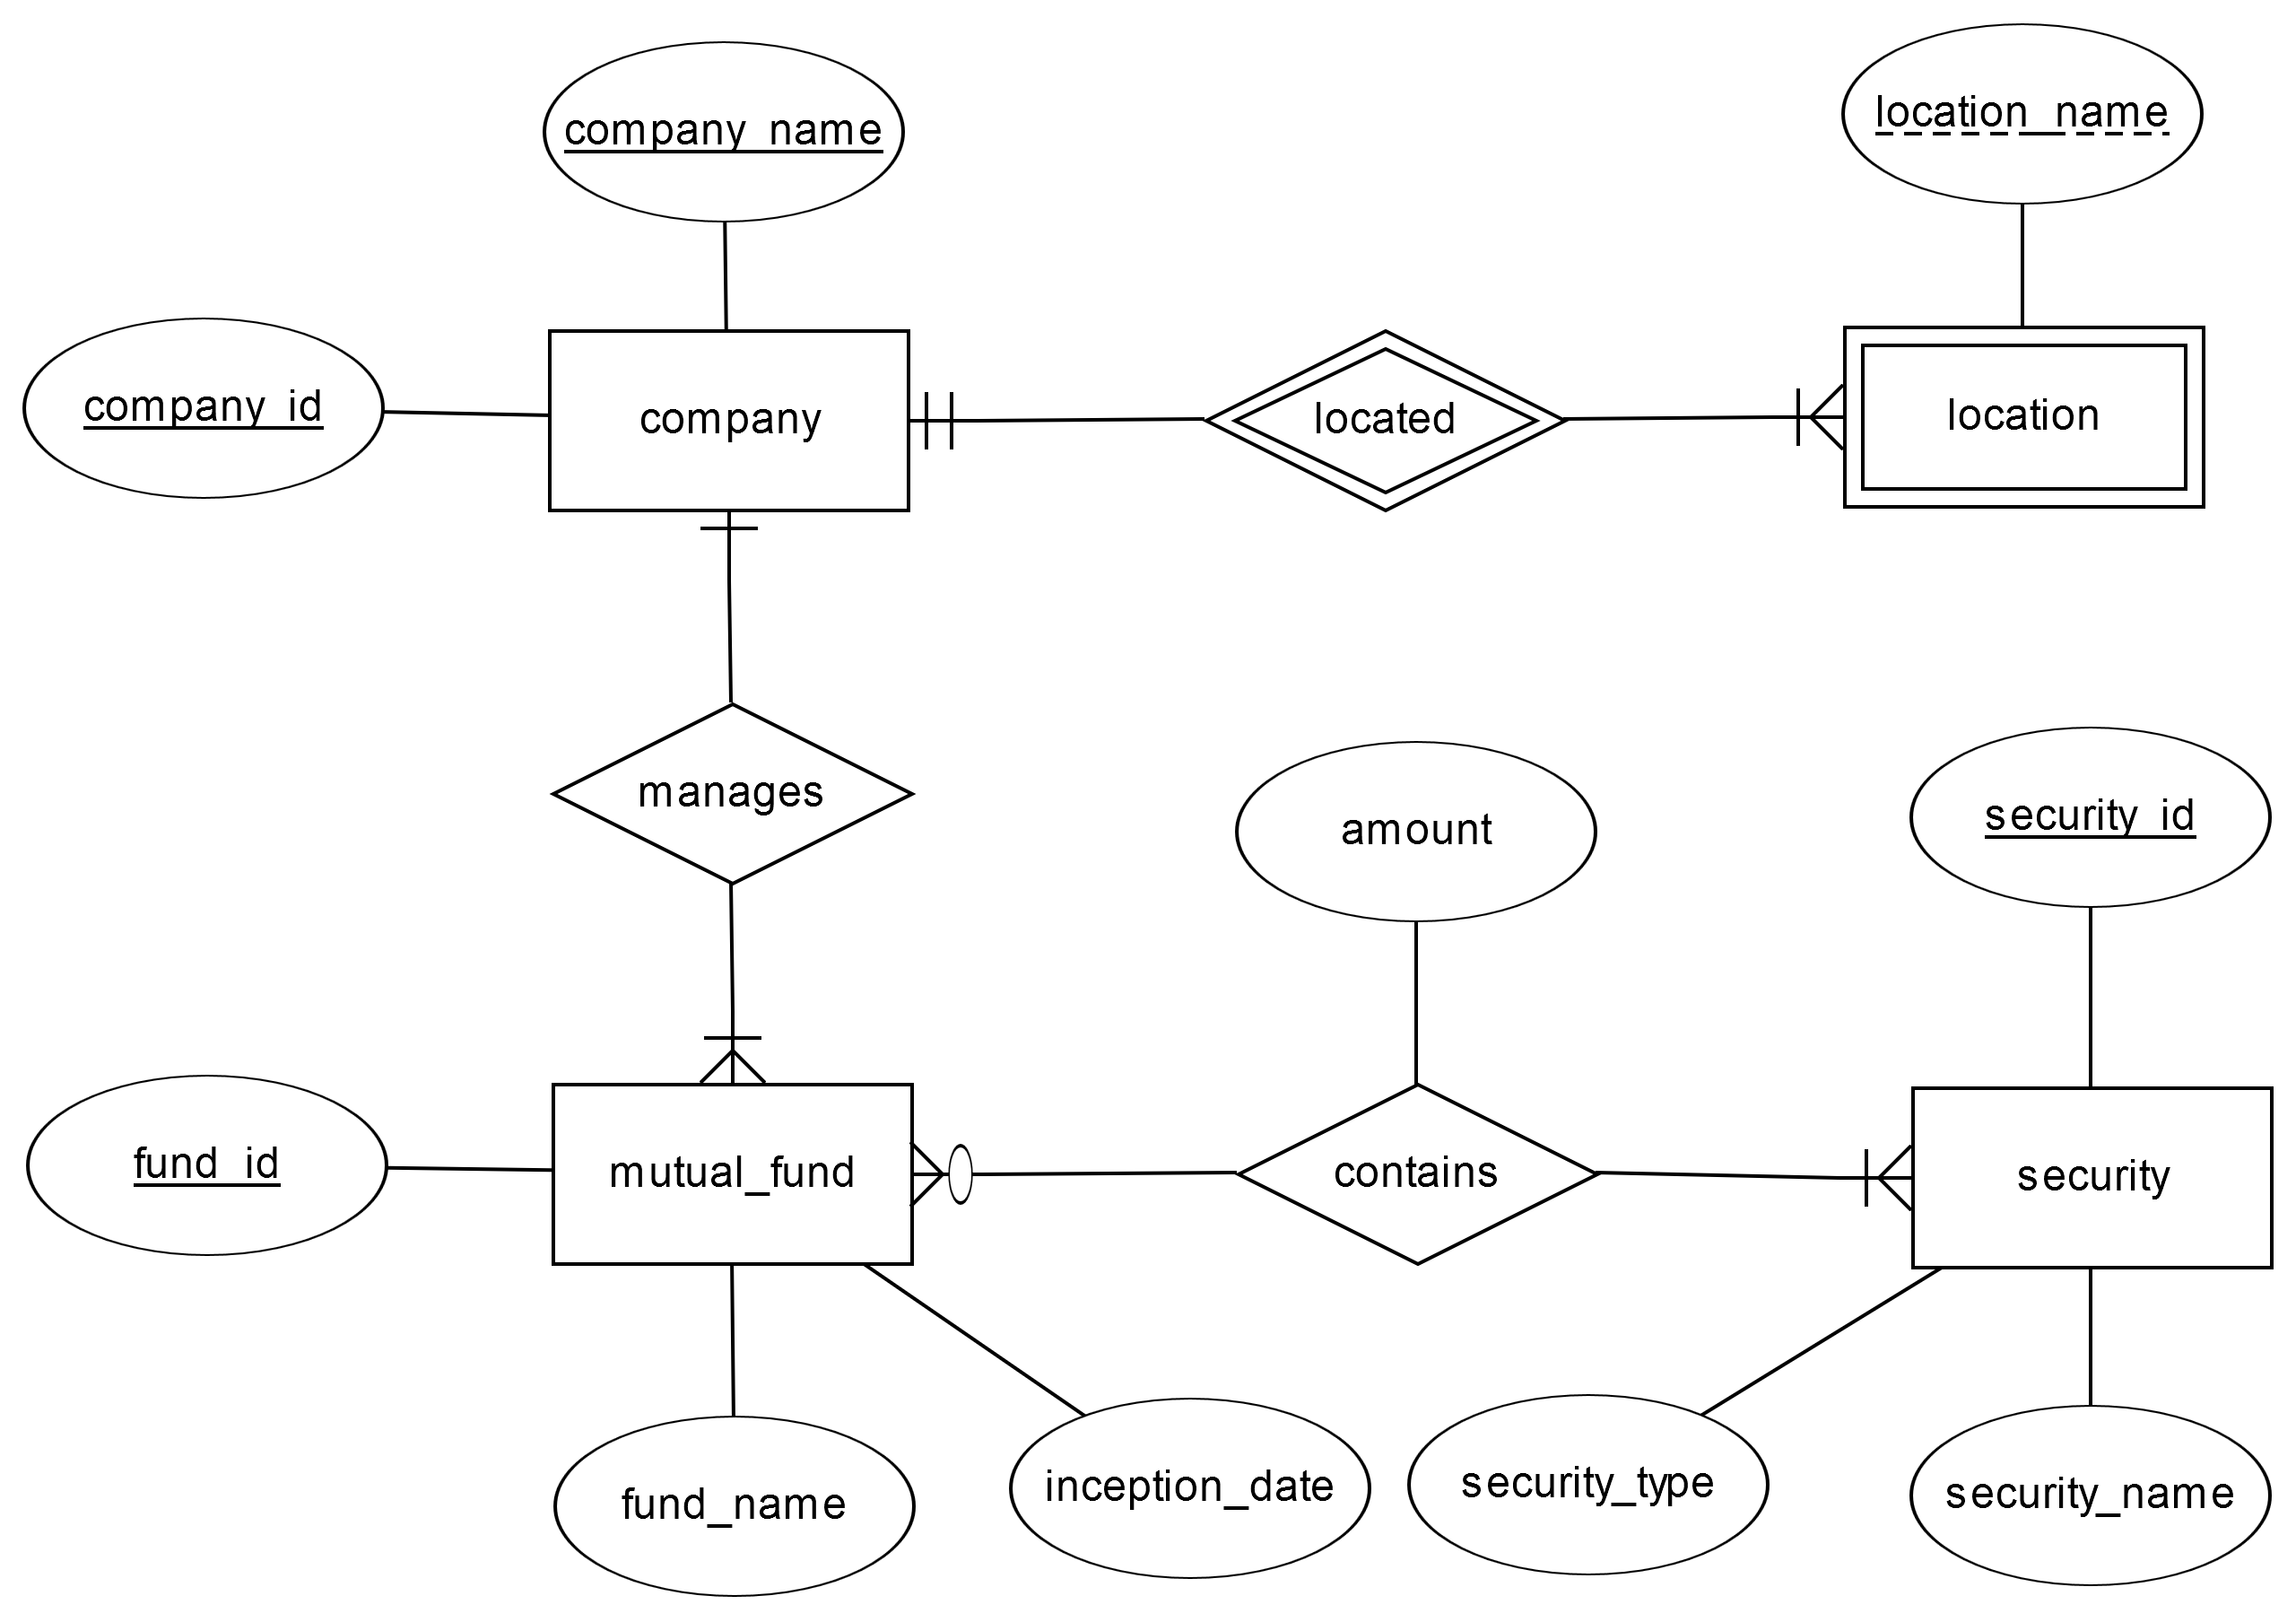 company_name
location_name
company_id
company
located
location
manages
amount
security_id
fund_id
mutual_fund
contains
security
fund_name
inception_date
security_type
security_name